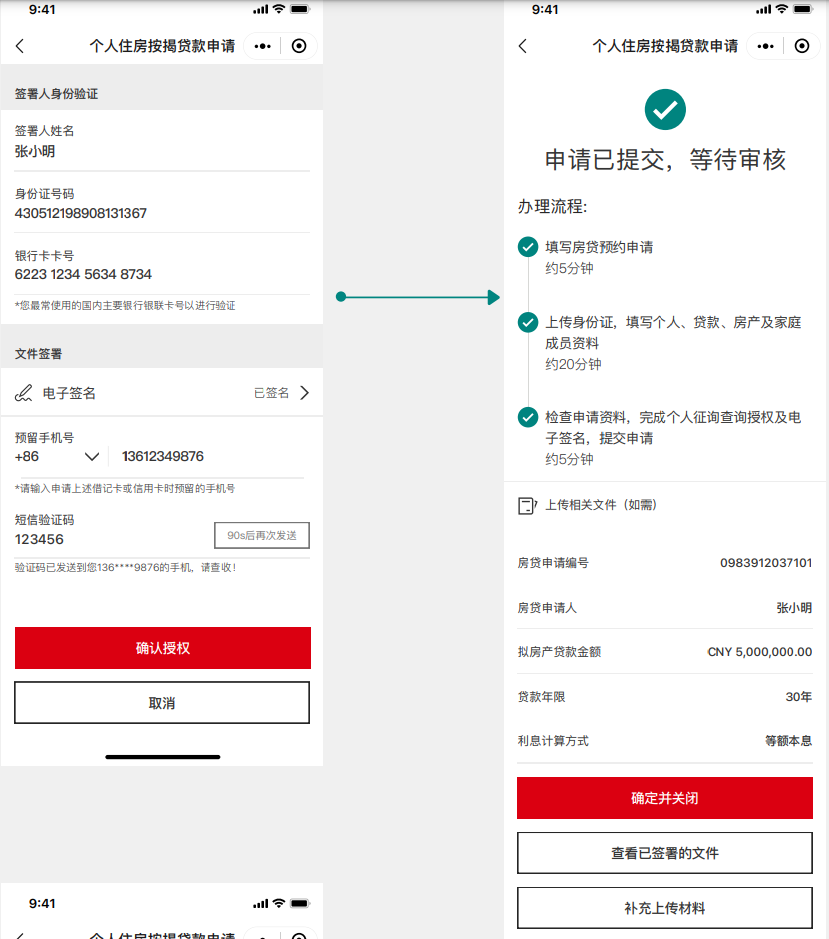 9:41
个人住房按揭贷款申请
签署人身份验证
签署人姓名
张小明
身份证号码
430512198908131367
银行卡卡号
6223 1234 5634 8734
*您最常使用的国内主要银行银联卡号以进行验证
文件签署
电子签名 已签名
预留手机号
+86 13612349876
*请输入申请上述借记卡或信用卡时预留的手机号
短信验证码
123456 90s后再次发送
验证码已发送到您136****9876的手机，请查收!
确认授权
取消
9:41
个人住房按揭贷款申请
9:41
个人住房按揭贷款申请
申请已提交，等待审核
办理流程:
填写房贷预约申请
约5分钟
上传身份证，填写个人、贷款、房产及家庭
成员资料
约20分钟
检查申请资料，完成个人征询查询授权及电
子签名，提交申请
约5分钟
上传相关文件（如需）
房贷申请编号 0983912037101
房贷申请人 张小明
拟房产贷款金额 CNY 5,000,000.00
贷款年限 30年
利息计算方式 等额本息
确定并关闭
查看已签署的文件
补充上传材料